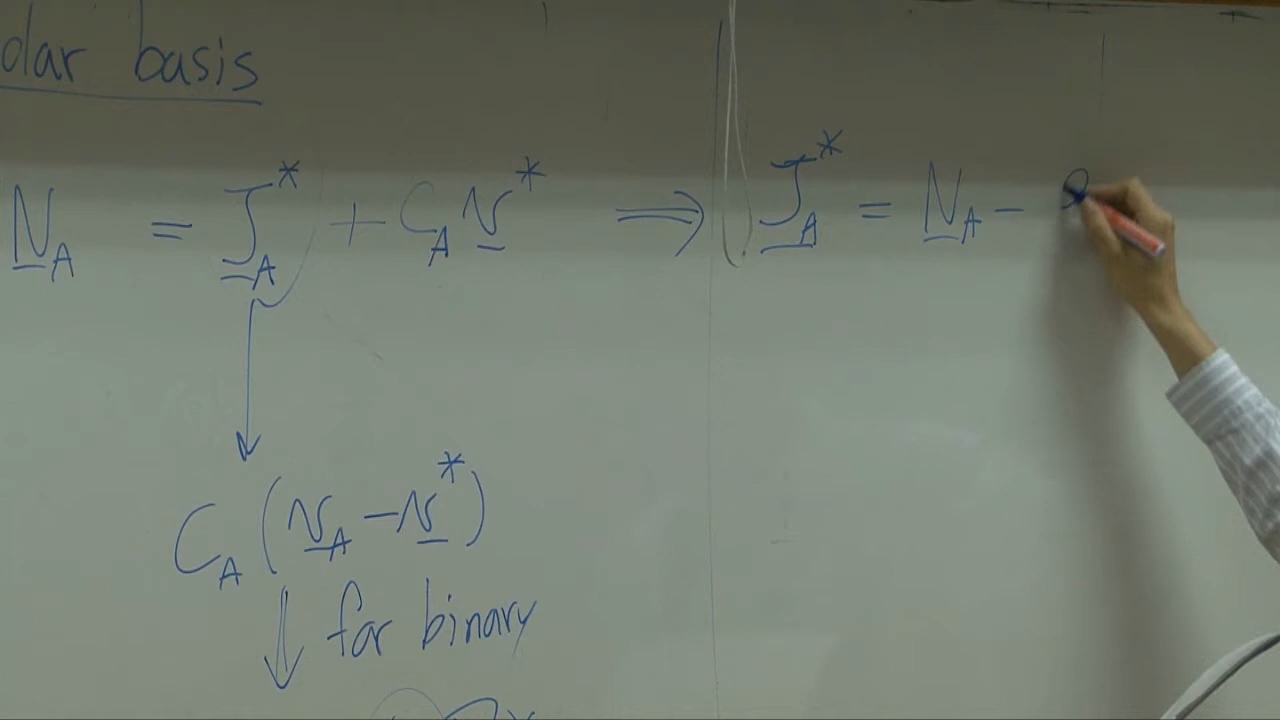 olar basis
N_A = J_A^* + C_A v^* ⟹ J_A^* = N_A −
C_A (v_A − v^*)
⇓ for binary